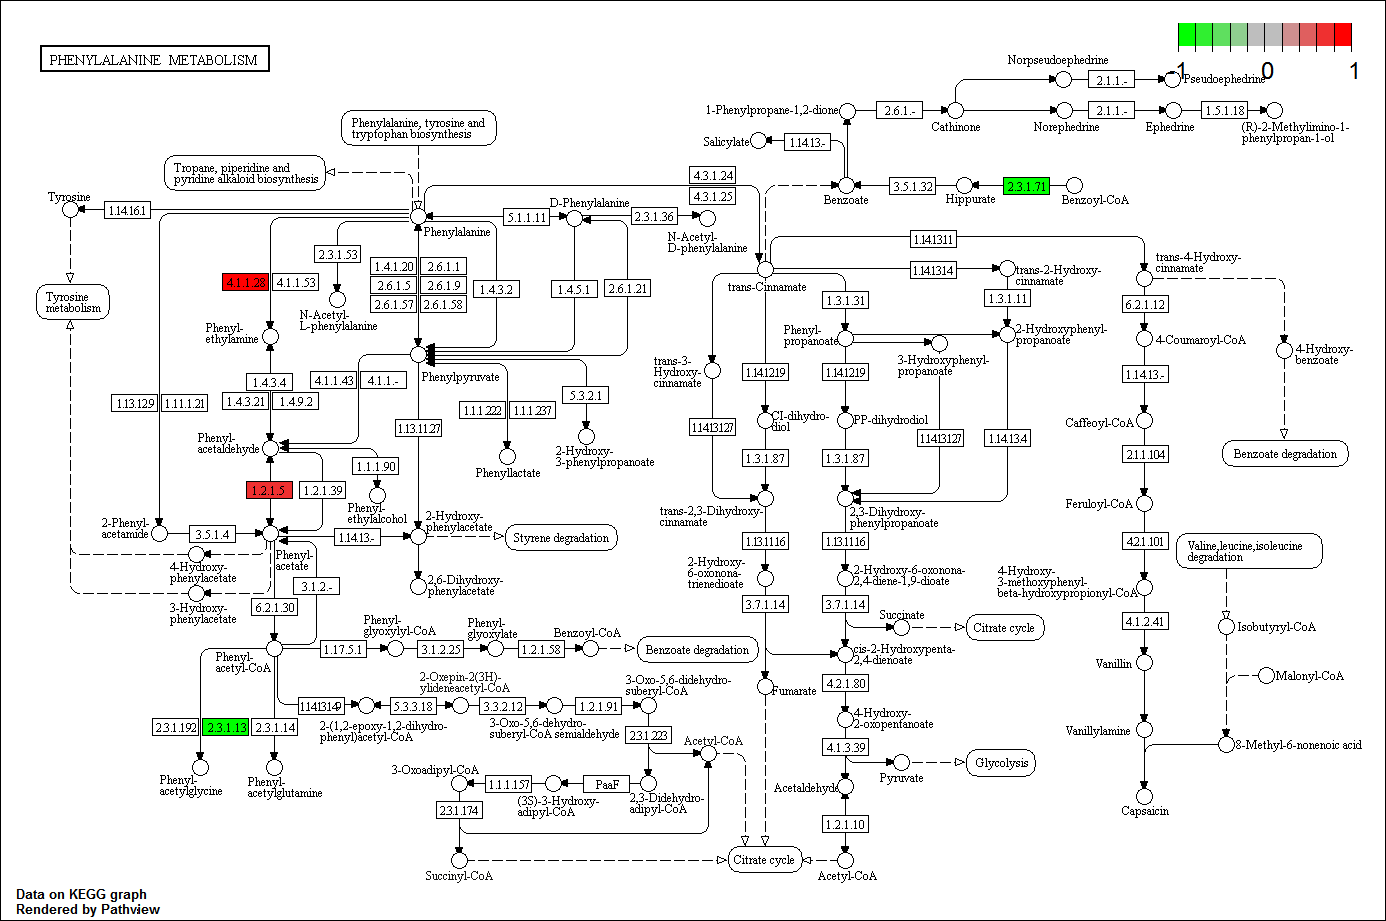 PHENYLALANINE METABOLISM
-1 0 1
Norpseudoephedrine
2.1.1.-
Pseudoephedrine
1-Phenylpropane-1,2-dione
2.6.1.-
Cathinone
Norephedrine
2.1.1.-
Ephedrine
1.5.1.18
(R)-2-Methylimino-1-
phenylpropan-1-ol
Phenylalanine, tyrosine and
tryptophan biosynthesis
Salicylate
1.14.13.-
Tropane, piperidine and
pyridine alkaloid biosynthesis
4.3.1.24
4.3.1.25
Benzoate
3.5.1.32
Hippurate
2.3.1.71
Benzoyl-CoA
Tyrosine
1.14.16.1
Phenylalanine
5.1.1.11
D-Phenylalanine
2.3.1.36
N-Acetyl-
D-phenylalanine
2.3.1.53
N-Acetyl-
L-phenylalanine
1.4.1.20
2.6.1.1
2.6.1.5
2.6.1.9
2.6.1.57
2.6.1.58
1.4.3.2
1.4.5.1
2.6.1.21
4.1.1.28
4.1.1.53
Tyrosine
metabolism
Phenyl-
ethylamine
Phenylpyruvate
1.4.3.4
1.4.3.21
1.4.9.2
4.1.1.43
4.1.1.-
1.13.129
1.11.1.21
1.13.11.27
1.1.1.222
1.1.1.237
5.3.2.1
Phenyllactate
2-Hydroxy-
3-phenylpropanoate
Phenyl-
acetaldehyde
1.1.1.90
Phenyl-
ethylalcohol
1.2.1.5
1.2.1.39
2-Phenyl-
acetamide
3.5.1.4
Phenyl-
acetate
1.14.13.-
2-Hydroxy-
phenylacetate
Styrene degradation
2,6-Dihydroxy-
phenylacetate
4-Hydroxy-
phenylacetate
3-Hydroxy-
phenylacetate
3.1.2.-
6.2.1.30
Phenyl-
acetyl-CoA
1.17.5.1
Phenyl-
glyoxylyl-CoA
3.1.2.25
Phenyl-
glyoxylate
1.2.1.58
Benzoyl-CoA
Benzoate degradation
1.14.13.149
2-(1,2-epoxy-1,2-dihydro-
phenyl)acetyl-CoA
5.3.3.18
2-Oxepin-2(3H)-
ylideneacetyl-CoA
3.3.2.12
3-Oxo-5,6-dehydro-
suberyl-CoA semialdehyde
1.2.1.91
3-Oxo-5,6-didehydro-
suberyl-CoA
2.3.1.192
2.3.1.13
2.3.1.14
Phenyl-
acetylglycine
Phenyl-
acetylglutamine
2.3.1.223
Acetyl-CoA
3-Oxoadipyl-CoA
1.1.1.157
(3S)-3-Hydroxy-
adipyl-CoA
PaaF
2,3-Didehydro-
adipyl-CoA
2.3.1.174
Succinyl-CoA
Citrate cycle
Acetyl-CoA
trans-Cinnamate
1.14.1311
1.14.1314
trans-2-Hydroxy-
cinnamate
1.3.1.31
1.3.1.11
Phenyl-
propanoate
2-Hydroxyphenyl-
propanoate
3-Hydroxyphenyl-
propanoate
trans-3-
Hydroxy-
cinnamate
1.14.12.19
1.14.12.19
CI-dihydro-
diol
PP-dihydrodiol
1.14.13.127
1.14.13.127
1.14.13.4
1.3.1.87
1.3.1.87
trans-2,3-Dihydroxy-
cinnamate
2,3-Dihydroxy-
phenylpropanoate
1.13.11.16
1.13.11.16
2-Hydroxy-
6-oxonona-
trienedioate
2-Hydroxy-6-oxonona-
2,4-diene-1,9-dioate
3.7.1.14
3.7.1.14
Succinate
Citrate cycle
cis-2-Hydroxypenta-
2,4-dienoate
Fumarate
4.2.1.80
4-Hydroxy-
2-oxopentanoate
4.1.3.39
Pyruvate
Glycolysis
Acetaldehyde
1.2.1.10
trans-4-Hydroxy-
cinnamate
6.2.1.12
4-Coumaroyl-CoA
4-Hydroxy-
benzoate
1.14.13.-
Caffeoyl-CoA
Benzoate degradation
2.1.1.104
Feruloyl-CoA
4.2.1.101
Valine,leucine,isoleucine
degradation
4-Hydroxy-
3-methoxyphenyl-
beta-hydroxypropionyl-CoA
4.1.2.41
Isobutyryl-CoA
Vanillin
Malonyl-CoA
Vanillylamine
8-Methyl-6-nonenoic acid
Capsaicin
Data on KEGG graph
Rendered by Pathview